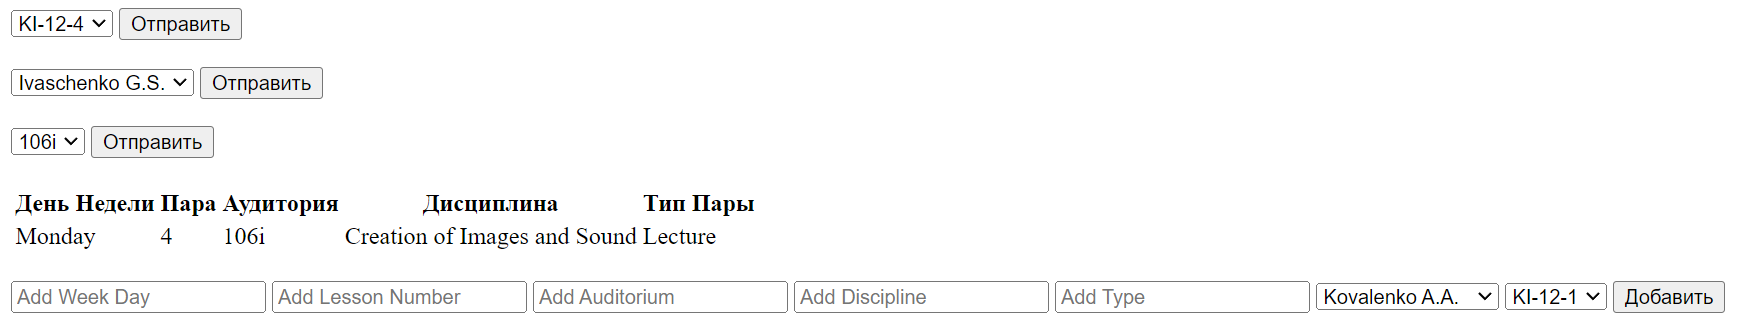 KI-12-4 Отправить
Ivaschenko G.S. Отправить
106i Отправить
День Недели Пара Аудитория Дисциплина Тип Пары
Monday 4 106i Creation of Images and Sound Lecture
Add Week Day Add Lesson Number Add Auditorium Add Discipline Add Type Kovalenko A.A. KI-12-1 Добавить